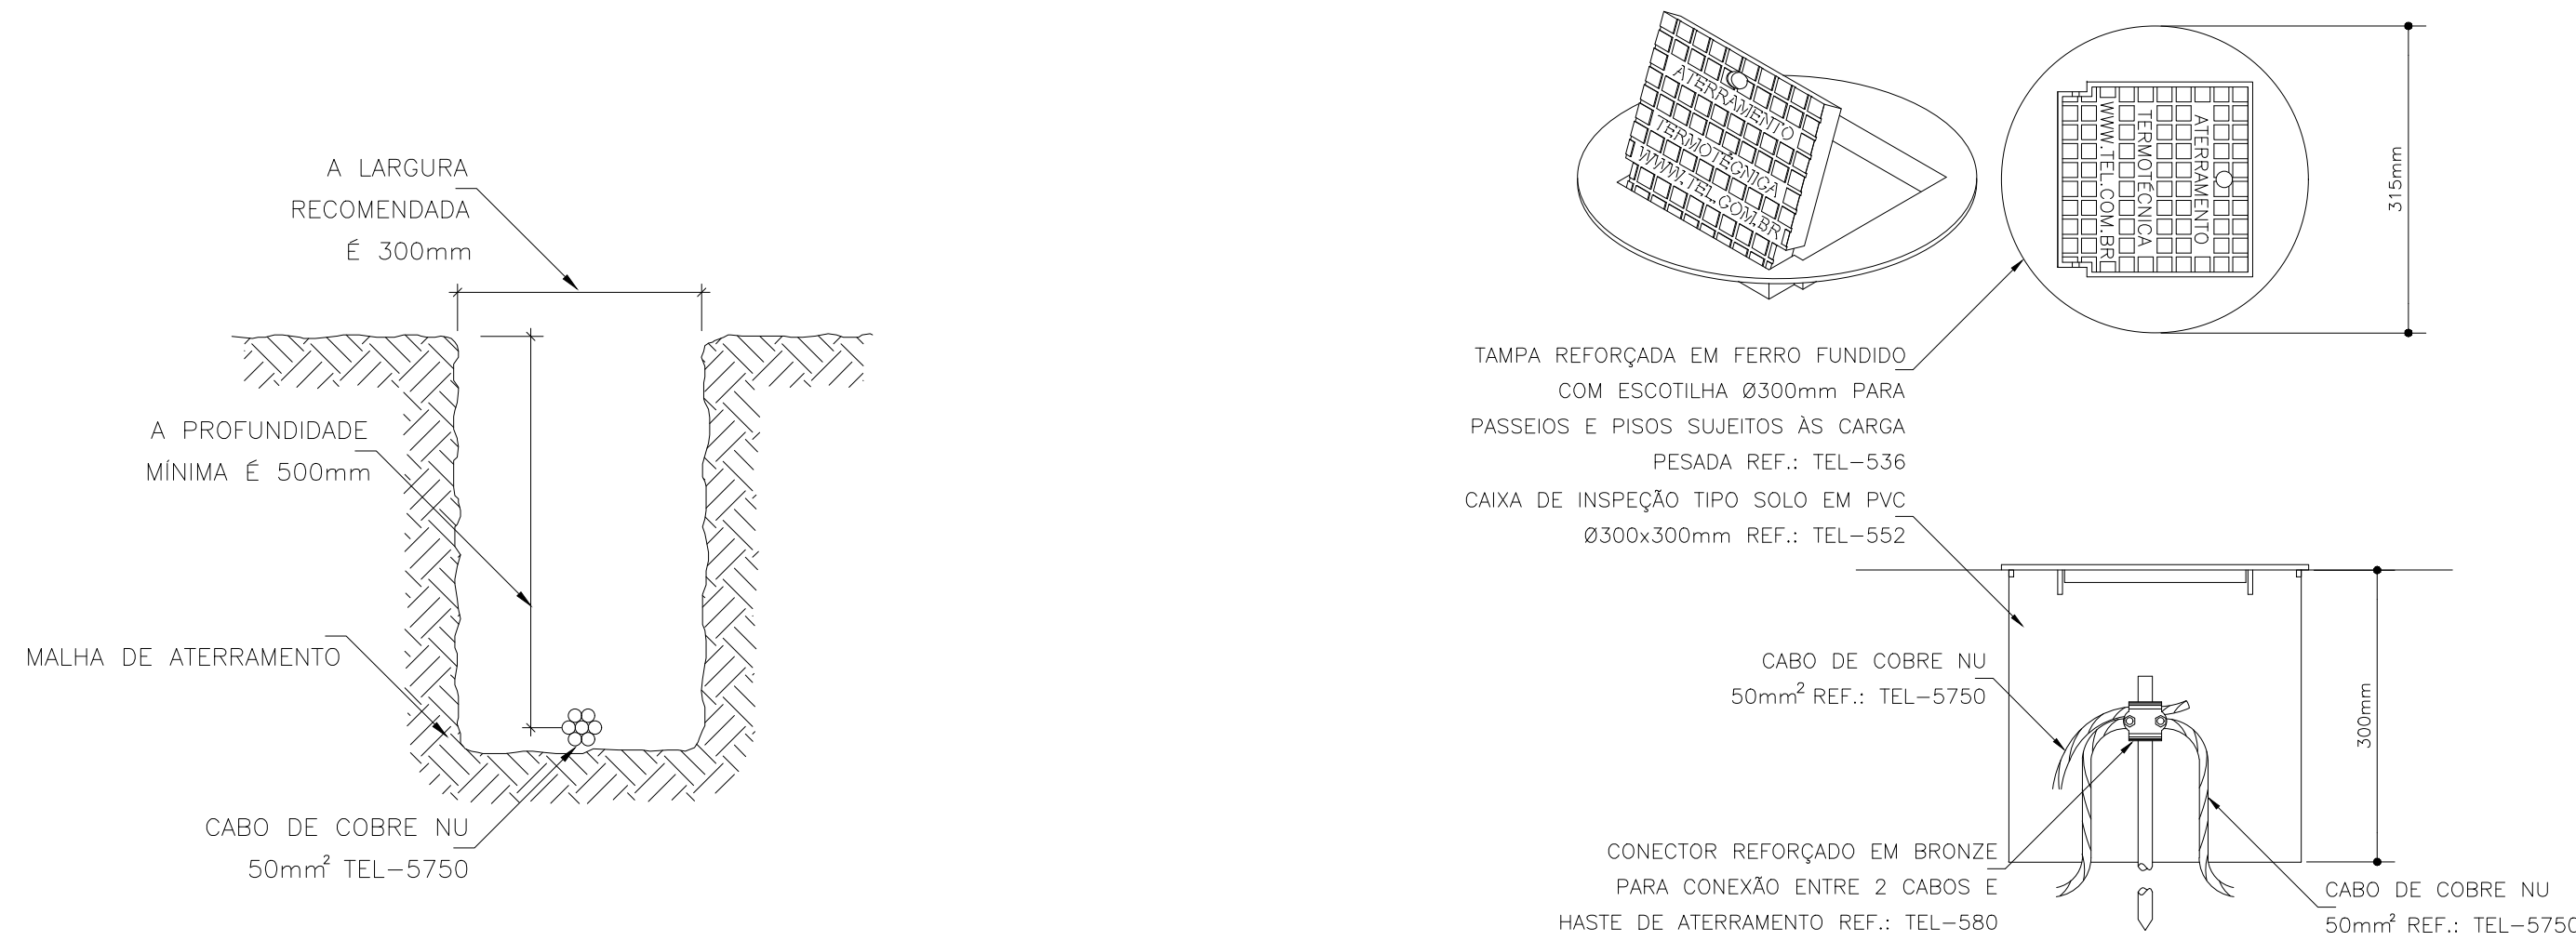 A LARGURA
RECOMENDADA
É 300mm
A PROFUNDIDADE
MÍNIMA É 500mm
MALHA DE ATERRAMENTO
CABO DE COBRE NU
50mm² TEL-5750
ATERRAMENTO
TERMOTÉCNICA
WWW.TEL.COM.BR
ATERRAMENTO
TERMOTÉCNICA
WWW.TEL.COM.BR
315mm
TAMPA REFORÇADA EM FERRO FUNDIDO
COM ESCOTILHA Ø300mm PARA
PASSEIOS E PISOS SUJEITOS ÀS CARGA
PESADA REF.: TEL-536
CAIXA DE INSPEÇÃO TIPO SOLO EM PVC
Ø300x300mm REF.: TEL-552
CABO DE COBRE NU
50mm² REF.: TEL-5750
300mm
CONECTOR REFORÇADO EM BRONZE
PARA CONEXÃO ENTRE 2 CABOS E
HASTE DE ATERRAMENTO REF.: TEL-580
CABO DE COBRE NU
50mm² REF.: TEL-5750